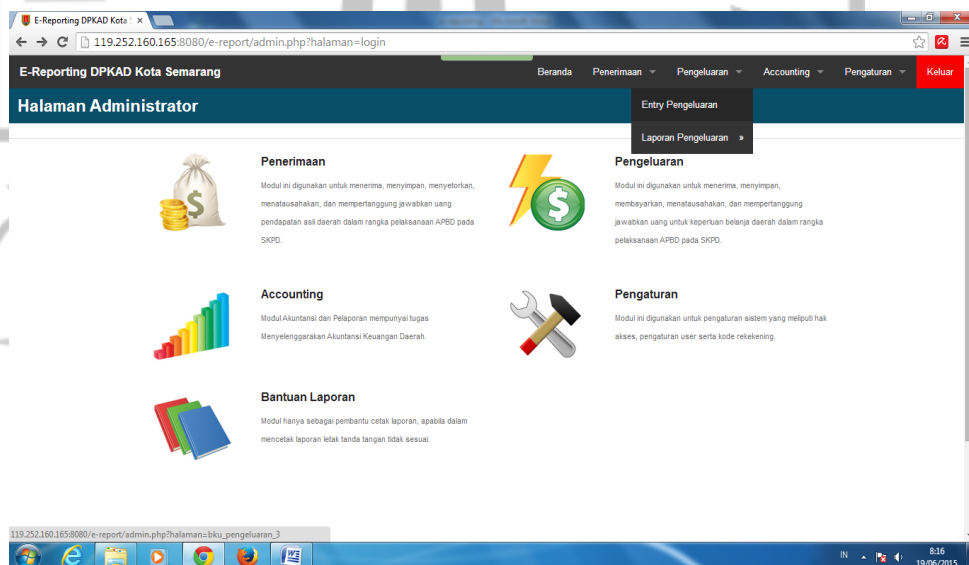 E-Reporting DPKAD Kota
119.252.160.165:8080/e-report/admin.php?halaman=login
E-Reporting DPKAD Kota Semarang
Beranda Penerimaan Pengeluaran Accounting Pengaturan Keluar
Halaman Administrator
Entry Pengeluaran
Laporan Pengeluaran »
Penerimaan
Modul ini digunakan untuk menerima, menyimpan, menyetorkan,
menatausahakan, dan mempertanggung jawabkan uang
pendapatan asli daerah dalam rangka pelaksanaan APBD pada
SKPD.
Pengeluaran
Modul ini digunakan untuk menerima, menyimpan,
membayarkan, menatausahakan, dan mempertanggung
jawabkan uang untuk keperluan belanja daerah dalam rangka
pelaksanaan APBD pada SKPD.
Accounting
Modul Akuntansi dan Pelaporan mempunyai tugas
Menyelenggarakan Akuntansi Keuangan Daerah.
Pengaturan
Modul ini digunakan untuk pengaturan sistem yang meliputi hak
akses, pengaturan user serta kode rekekening.
Bantuan Laporan
Modul hanya sebagai pembantu cetak laporan, apabila dalam
mencetak laporan letak tanda tangan tidak sesuai.
119.252.160.165:8080/e-report/admin.php?halaman=bku_pengeluaran_3
IN
8:16
19/06/2015